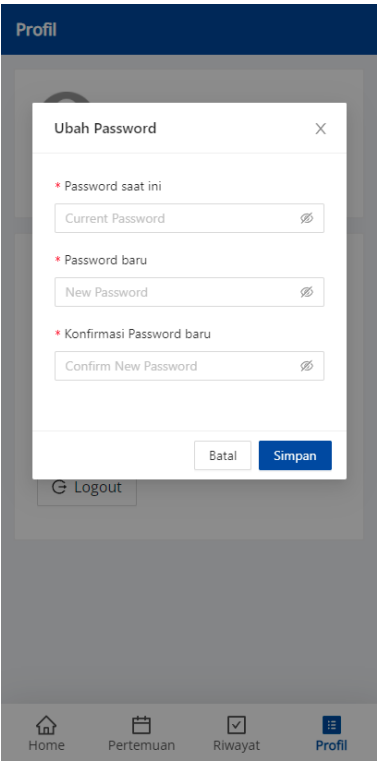 Profil
Ubah Password
* Password saat ini
Current Password
* Password baru
New Password
* Konfirmasi Password baru
Confirm New Password
Batal Simpan
Logout
Home Pertemuan Riwayat Profil